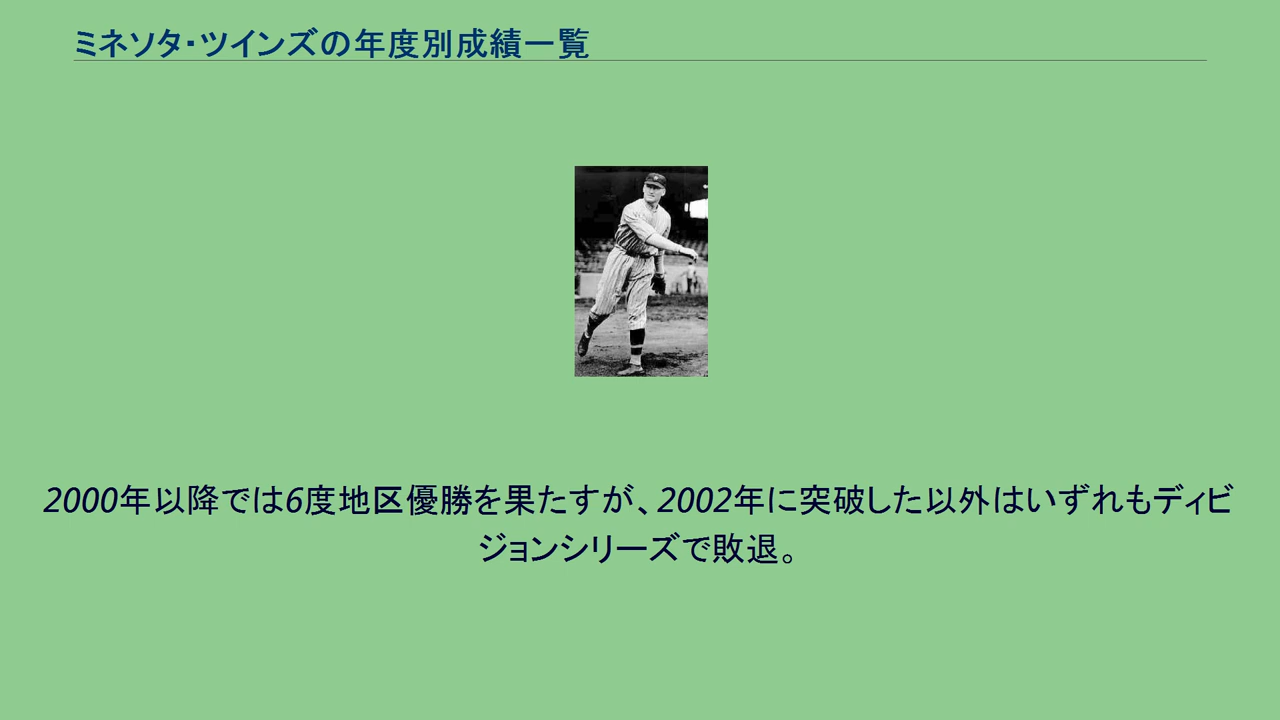 ミネソタ・ツインズの年度別成績一覧
2000年以降では6度地区優勝を果たすが、2002年に突破した以外はいずれもディビ
ジョンシリーズで敗退。